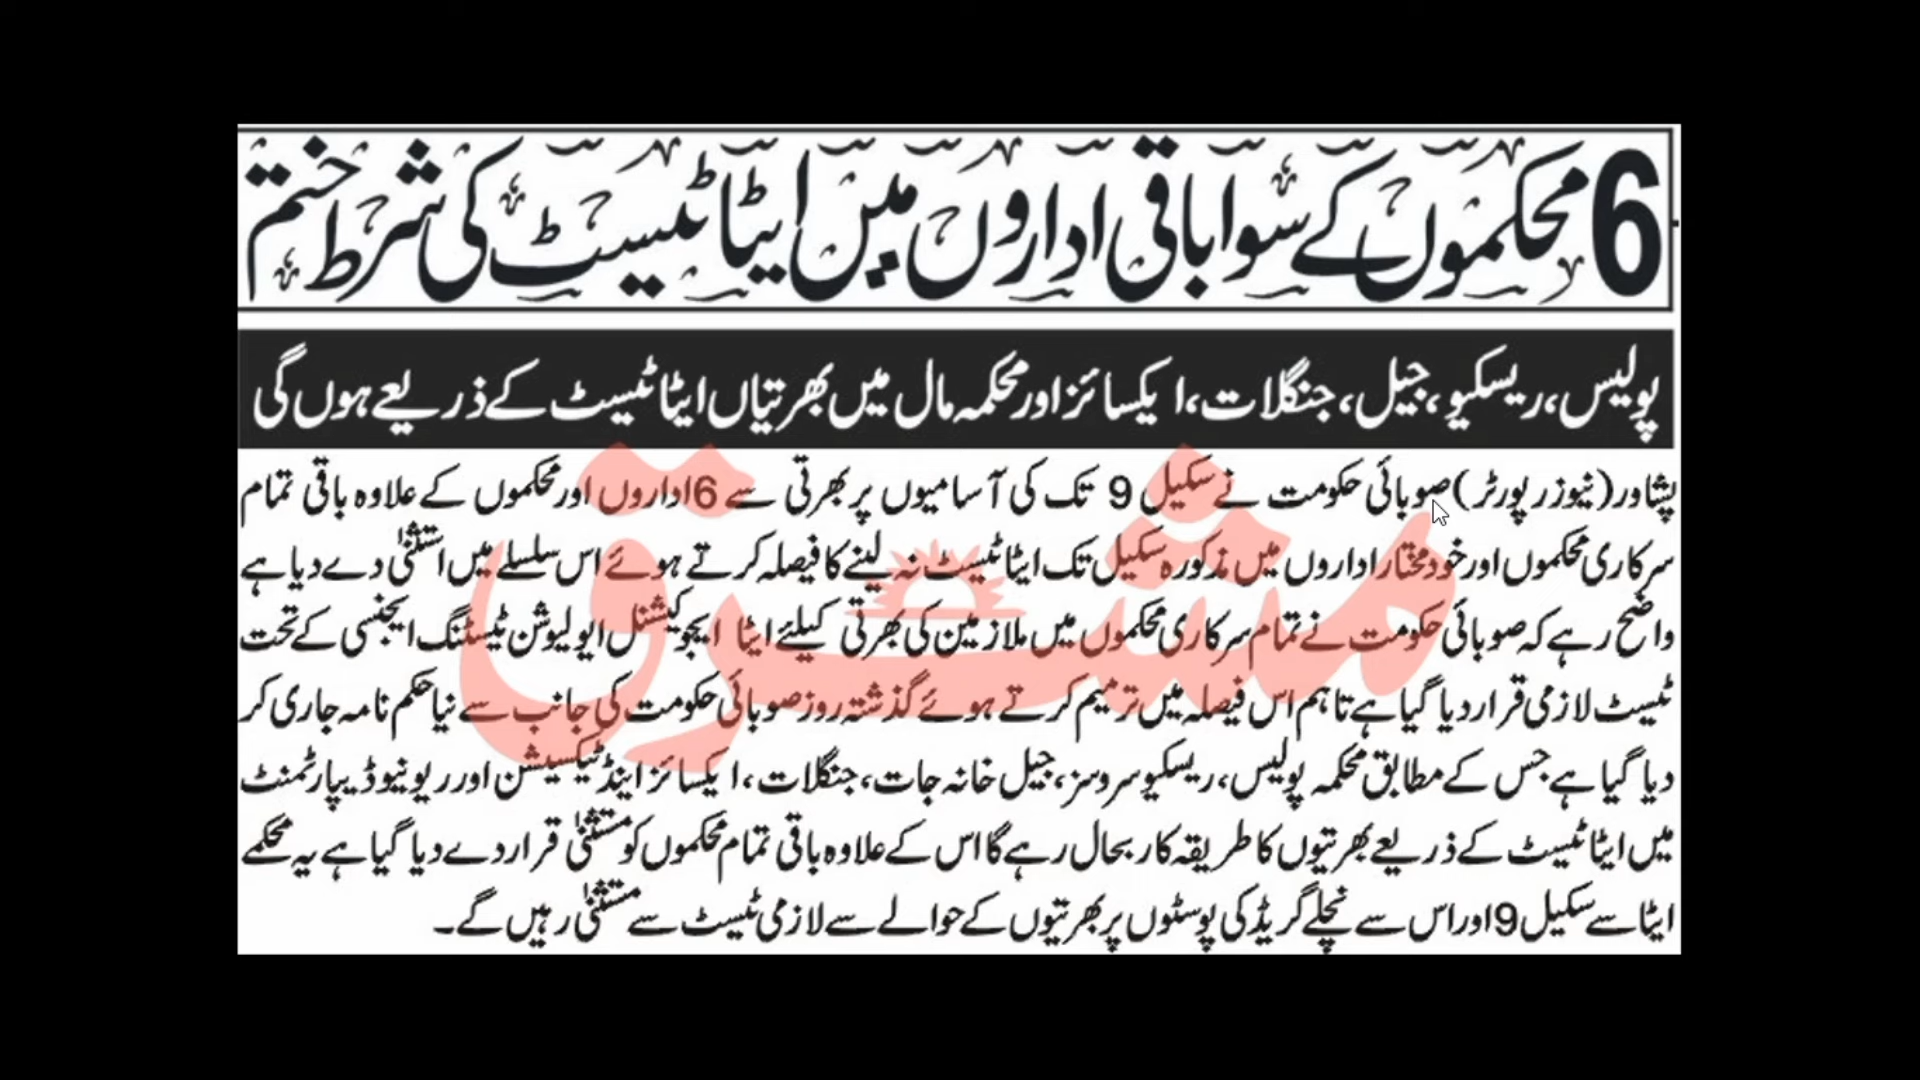 6 محکموں کے سوا باقی اداروں میں ایٹا ٹیسٹ کی شرط ختم
پولیس، ریسکیو، جیل، جنگلات، ایکسائز اور محکمہ مال میں بھرتیاں ایٹا ٹیسٹ کے ذریعے ہوں گی
پشاور (نیوز رپورٹر) صوبائی حکومت نے سکیل 9 تک کی آسامیوں پر بھرتی سے 6 اداروں اور محکموں کے علاوہ باقی تمام
سرکاری محکموں اور خودمختار اداروں میں مذکورہ سکیل تک ایٹا ٹیسٹ نہ لینے کا فیصلہ کرتے ہوئے اس سلسلے میں استثنیٰ دے دیا ہے
واضح رہے کہ صوبائی حکومت نے تمام سرکاری محکموں میں ملازمین کی بھرتی کیلئے ایٹا ایجوکیشنل ایولیوشن ٹیسٹنگ ایجنسی کے تحت
ٹیسٹ لازمی قرار دیا گیا ہے تاہم اس فیصلہ میں ترمیم کرتے ہوئے گذشتہ روز صوبائی حکومت کی جانب سے نیا حکم نامہ جاری کر
دیا گیا ہے جس کے مطابق محکمہ پولیس، ریسکیو سروسز، جیل خانہ جات، جنگلات، ایکسائز اینڈ ٹیکسیشن اور ریونیو ڈیپارٹمنٹ
میں ایٹا ٹیسٹ کے ذریعے بھرتیوں کا طریقہ کار بحال رہے گا اس کے علاوہ باقی تمام محکموں کو مستثنیٰ قرار دے دیا گیا ہے یہ محکمے
ایٹا سے سکیل 9 اور اس سے نچلے گریڈ کی پوسٹوں پر بھرتیوں کے حوالے سے لازمی ٹیسٹ سے مستثنیٰ رہیں گے۔
مشرق